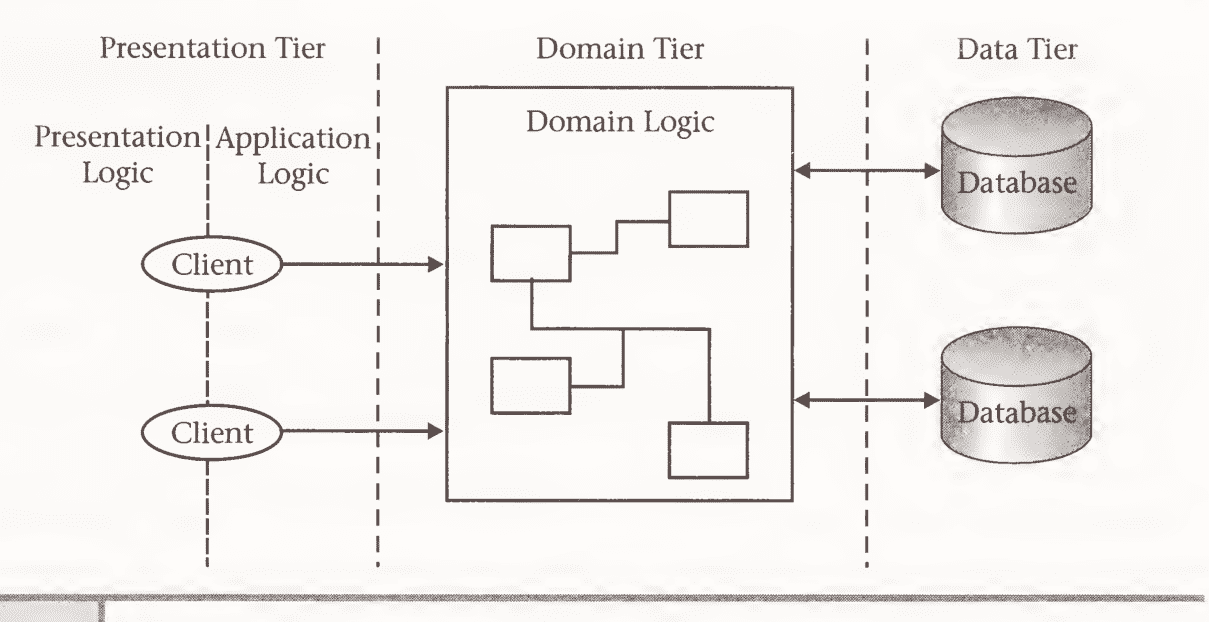 Presentation Tier
Domain Tier
Data Tier
Presentation Logic
Application Logic
Domain Logic
Database
Client
Client
Database